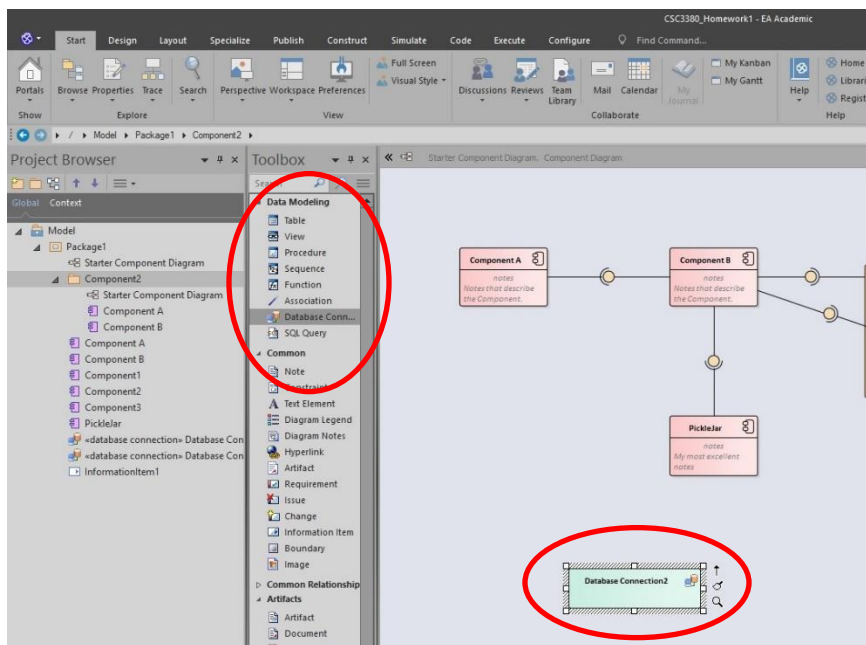 CSC3380_Homework1 - EA Academic
Start Design Layout Specialize Publish Construct Simulate Code Execute Configure Find Command...
Full Screen
My Kanban
Home
Visual Style
My Gantt
Librari
Portals Browse Properties Trace Search Perspective Workspace Preferences Discussions Reviews Team Library Mail Calendar My Journal Help
Regist
Show Explore View Collaborate Help
/ Model Package1 Component2
Project Browser
Global Context
Model
Package1
Starter Component Diagram
Component2
Starter Component Diagram
Component A
Component B
Component A
Component B
Component1
Component2
Component3
PickleJar
«database connection» Database Con
«database connection» Database Con
InformationItem1
Toolbox
Search
Data Modeling
Table
View
Procedure
Sequence
Function
Association
Database Conn...
SQL Query
Common
Note
Constraint
Text Element
Diagram Legend
Diagram Notes
Hyperlink
Artifact
Requirement
Issue
Change
Information Item
Boundary
Image
Common Relationship
Artifacts
Artifact
Document
Starter Component Diagram. Component Diagram
Component A
notes
Notes that describe
the Component.
Component B
notes
Notes that describe
the Component.
PickleJar
notes
My most excellent
notes
Database Connection2